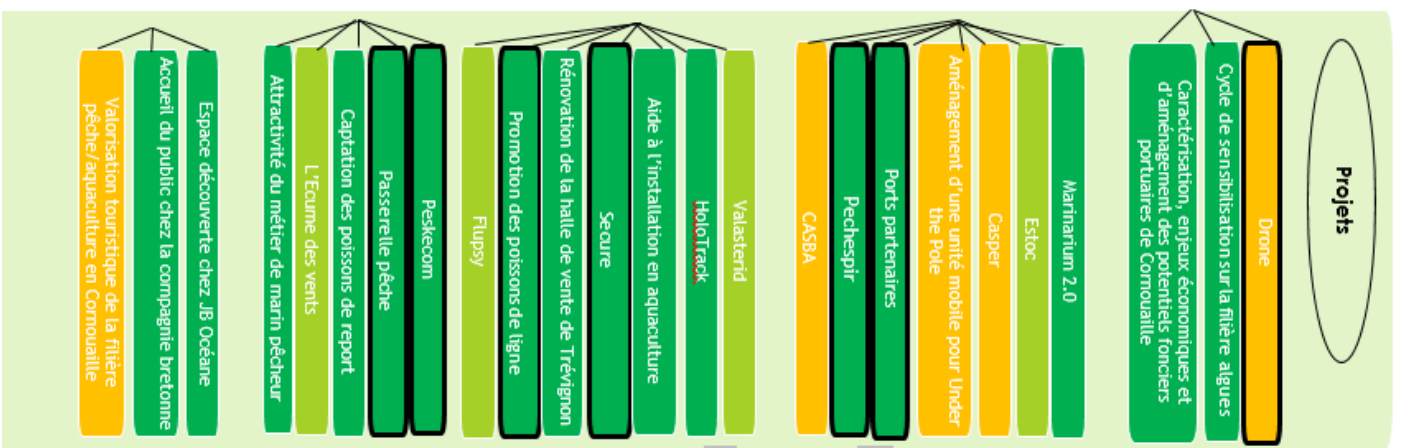 Projets
Drone
Cycle de sensibilisation sur la filière algues
Caractérisation, enjeux économiques et
d'aménagement des potentiels fonciers
portuaires de Cornouaille
Marinarium 2.0
Estoc
Casper
Aménagement d'une unité mobile pour Under
the Pole
Ports partenaires
Pechespir
CASBA
Valasterid
HoloTrack
Aide à l'installation en aquaculture
Secure
Rénovation de la halle de vente de Trévignon
Promotion des poissons de ligne
Flupsy
Peskecom
Passerelle pêche
Captation des poissons de report
L'Ecume des vents
Attractivité du métier de marin pêcheur
Espace découverte chez JB Océane
Accueil du public chez la compagnie bretonne
Valorisation touristique de la filière
pêche/aquaculture en Cornouaille